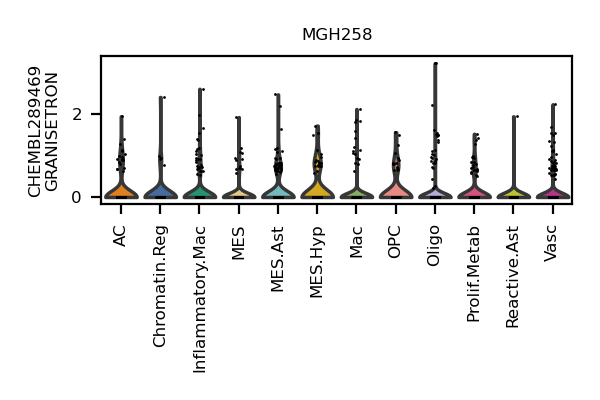 MGH258
CHEMBL289469
GRANISETRON
2
0
AC
Chromatin.Reg
Inflammatory.Mac
MES
MES.Ast
MES.Hyp
Mac
OPC
Oligo
Prolif.Metab
Reactive.Ast
Vasc